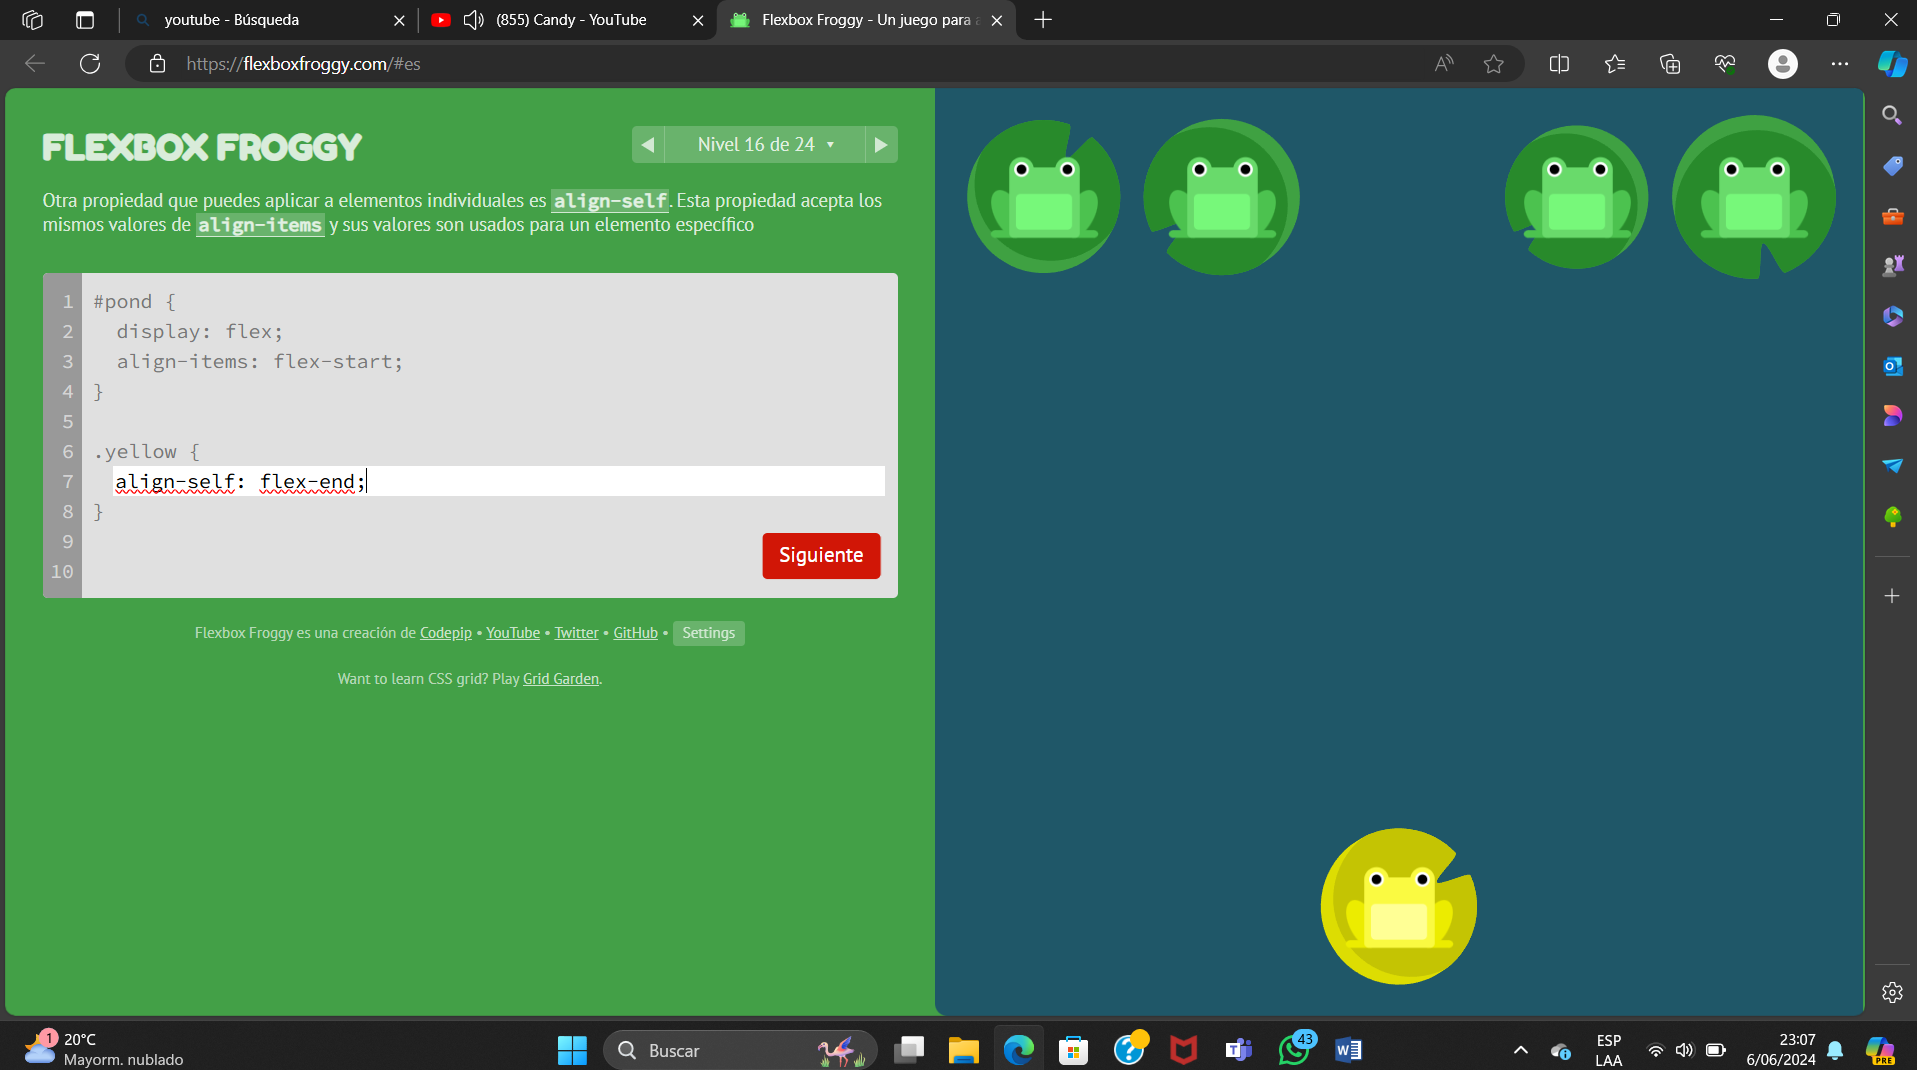 youtube - Búsqueda
(855) Candy - YouTube
Flexbox Froggy - Un juego para a
https://flexboxfroggy.com/#es
FLEXBOX FROGGY
Nivel 16 de 24
Otra propiedad que puedes aplicar a elementos individuales es align-self. Esta propiedad acepta los
mismos valores de align-items y sus valores son usados para un elemento específico
1 #pond {
2 display: flex;
3 align-items: flex-start;
4 }
5
6 .yellow {
7 align-self: flex-end;
8 }
9
10
Siguiente
Flexbox Froggy es una creación de Codepip • YouTube • Twitter • GitHub • Settings
Want to learn CSS grid? Play Grid Garden.
1
20°C
Mayorm. nublado
Buscar
43
ESP
LAA
23:07
6/06/2024
PRE